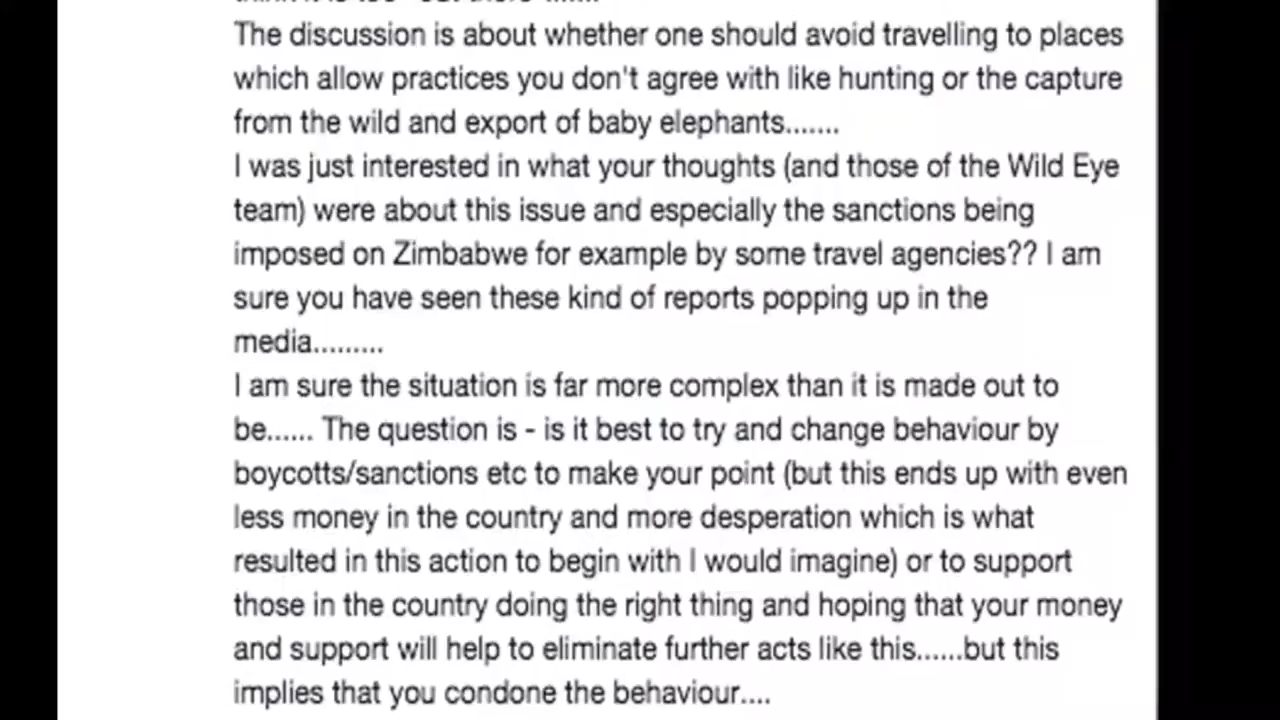 The discussion is about whether one should avoid travelling to places
which allow practices you don't agree with like hunting or the capture
from the wild and export of baby elephants.......
I was just interested in what your thoughts (and those of the Wild Eye
team) were about this issue and especially the sanctions being
imposed on Zimbabwe for example by some travel agencies?? I am
sure you have seen these kind of reports popping up in the
media.........
I am sure the situation is far more complex than it is made out to
be...... The question is - is it best to try and change behaviour by
boycotts/sanctions etc to make your point (but this ends up with even
less money in the country and more desperation which is what
resulted in this action to begin with I would imagine) or to support
those in the country doing the right thing and hoping that your money
and support will help to eliminate further acts like this......but this
implies that you condone the behaviour....